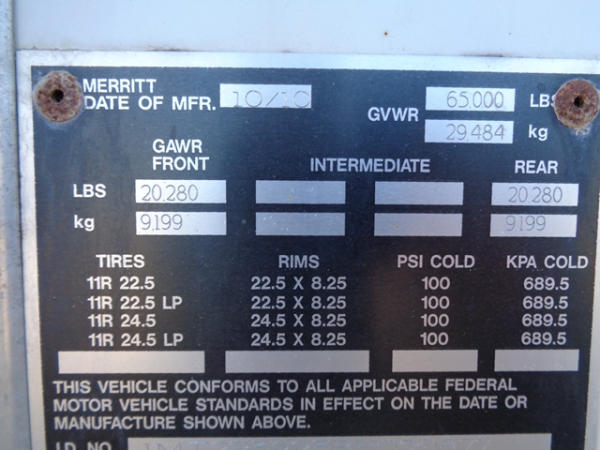 MERRITT
DATE OF MFR. 10/10
GVWR 65,000 LBS
29,484 kg
GAWR
FRONT INTERMEDIATE REAR
LBS 20,280 20,280
kg 9,199 9,199
TIRES RIMS PSI COLD KPA COLD
11R 22.5 22.5 X 8.25 100 689.5
11R 22.5 LP 22.5 X 8.25 100 689.5
11R 24.5 24.5 X 8.25 100 689.5
11R 24.5 LP 24.5 X 8.25 100 689.5
THIS VEHICLE CONFORMS TO ALL APPLICABLE FEDERAL
MOTOR VEHICLE STANDARDS IN EFFECT ON THE DATE OR
MANUFACTURE SHOWN ABOVE.
I.D. NO.